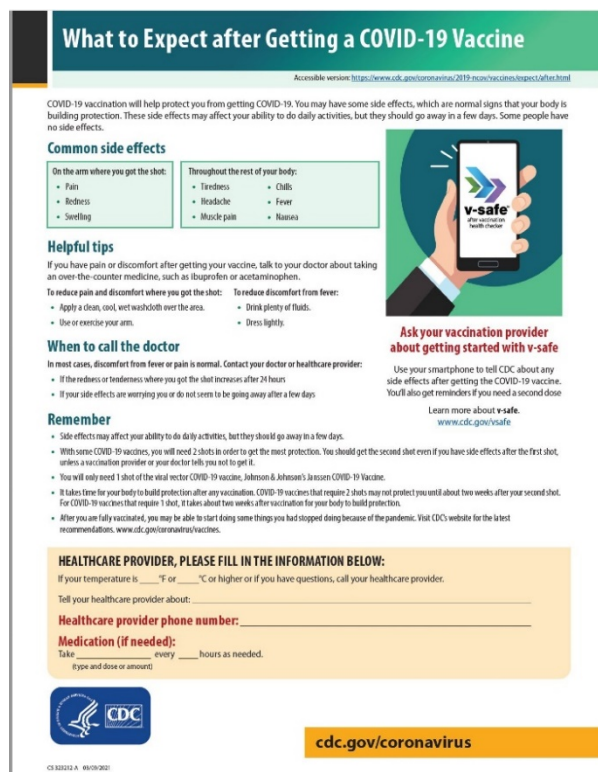 What to Expect after Getting a COVID-19 Vaccine
Accessible version: https://www.cdc.gov/coronavirus/2019-ncov/vaccines/expect/after.html
COVID-19 vaccination will help protect you from getting COVID-19. You may have some side effects, which are normal signs that your body is
building protection. These side effects may affect your ability to do daily activities, but they should go away in a few days. Some people have
no side effects.
Common side effects
On the arm where you got the shot:
• Pain
• Redness
• Swelling
Throughout the rest of your body:
• Tiredness
• Headache
• Muscle pain
• Chills
• Fever
• Nausea
Helpful tips
If you have pain or discomfort after getting your vaccine, talk to your doctor about taking
an over-the-counter medicine, such as ibuprofen or acetaminophen.
To reduce pain and discomfort where you got the shot:
• Apply a clean, cool, wet washcloth over the area.
• Use or exercise your arm.
To reduce discomfort from fever:
• Drink plenty of fluids.
• Dress lightly.
When to call the doctor
In most cases, discomfort from fever or pain is normal. Contact your doctor or healthcare provider:
• If the redness or tenderness where you got the shot increases after 24 hours
• If your side effects are worrying you or do not seem to be going away after a few days
v-safe
after vaccination
health checker
Ask your vaccination provider
about getting started with v-safe
Use your smartphone to tell CDC about any
side effects after getting the COVID-19 vaccine.
You'll also get reminders if you need a second dose
Learn more about v-safe.
www.cdc.gov/vsafe
Remember
• Side effects may affect your ability to do daily activities, but they should go away in a few days.
• With some COVID-19 vaccines, you will need 2 shots in order to get the most protection. You should get the second shot even if you have side effects after the first shot,
unless a vaccination provider or your doctor tells you not to get it.
• You will only need 1 shot of the viral vector COVID-19 vaccine, Johnson & Johnson's Janssen COVID-19 Vaccine.
• It takes time for your body to build protection after any vaccination. COVID-19 vaccines that require 2 shots may not protect you until about two weeks after your second shot.
For COVID-19 vaccines that require 1 shot, it takes about two weeks after vaccination for your body to build protection.
• After you are fully vaccinated, you may be able to start doing some things you had stopped doing because of the pandemic. Visit CDC's website for the latest
recommendations. www.cdc.gov/coronavirus/vaccines.
HEALTHCARE PROVIDER, PLEASE FILL IN THE INFORMATION BELOW:
If your temperature is ____°F or ____°C or higher or if you have questions, call your healthcare provider.
Tell your healthcare provider about:
Healthcare provider phone number:
Medication (if needed):
Take ____ every ____ hours as needed.
(type and dose or amount)
CDC
cdc.gov/coronavirus